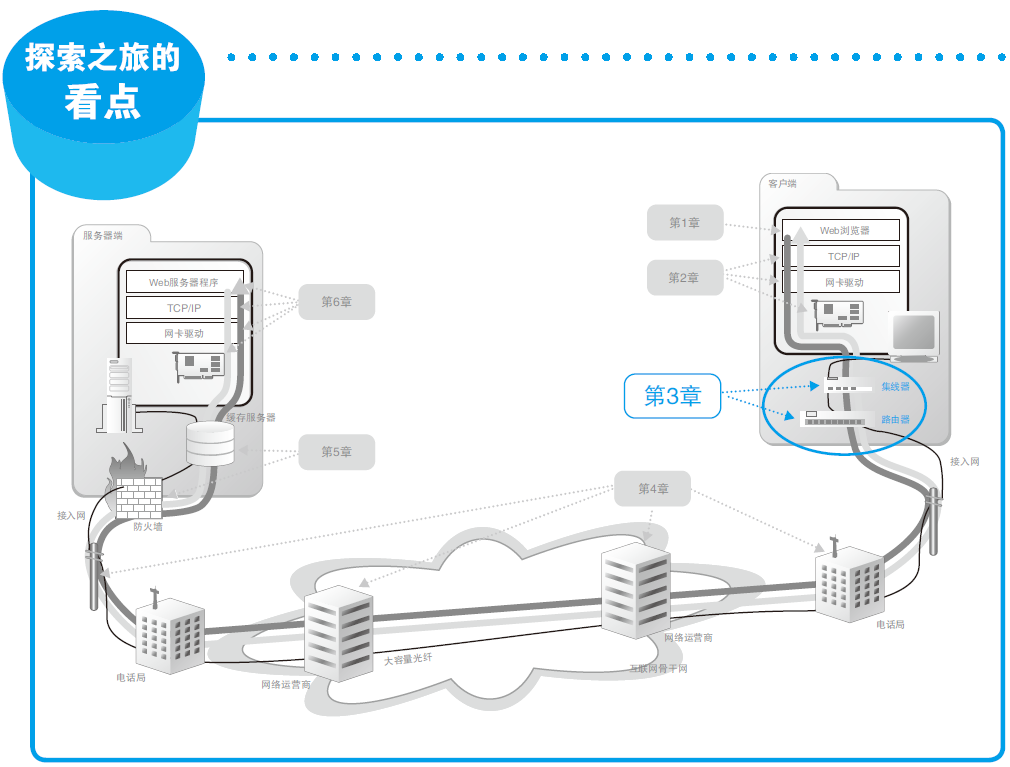 探索之旅的
看点
客户端
第1章
Web浏览器
TCP/IP
第2章
网卡驱动
服务器端
Web服务器程序
TCP/IP
网卡驱动
第6章
第3章
集线器
路由器
缓存服务器
第5章
接入网
第4章
接入网
防火墙
电话局
网络运营商
大容量光纤
互联网骨干网
网络运营商
电话局